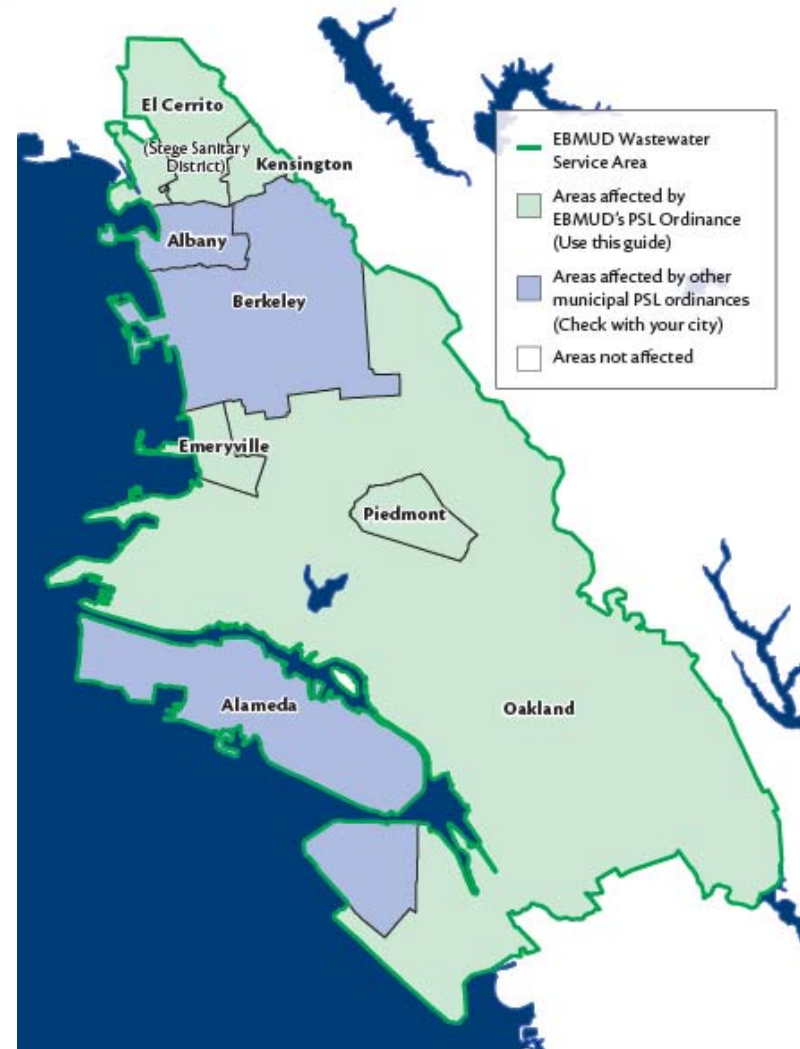 El Cerrito
(Stege Sanitary
District)
Kensington
Albany
Berkeley
Emeryville
Piedmont
Alameda
Oakland
EBMUD Wastewater
Service Area
Areas affected by
EBMUD's PSL Ordinance
(Use this guide)
Areas affected by other
municipal PSL ordinances
(Check with your city)
Areas not affected